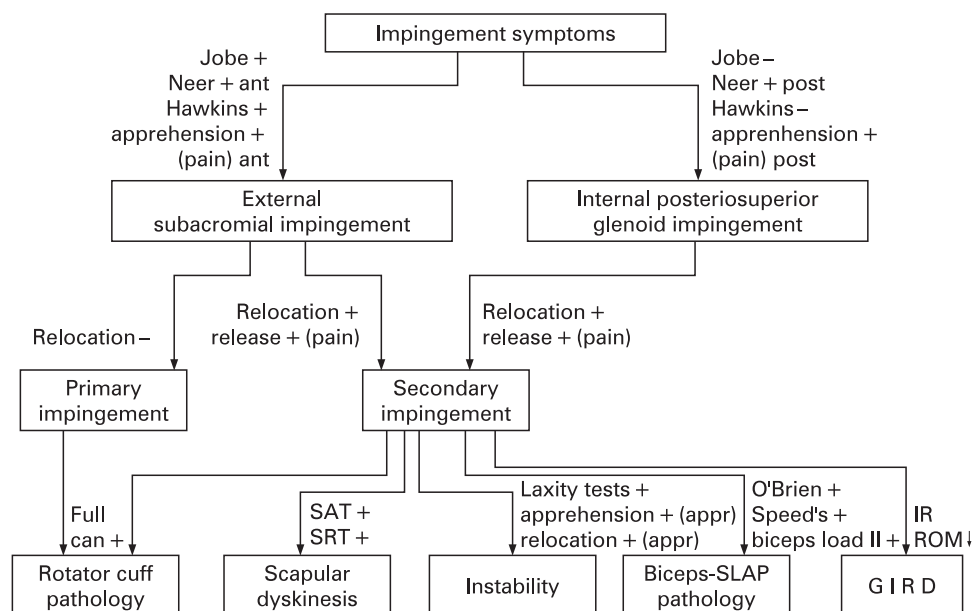 Impingement symptoms
Jobe +
Neer + ant
Hawkins +
apprehension +
(pain) ant
Jobe –
Neer + post
Hawkins –
apprenhension +
(pain) post
External
subacromial impingement
Internal posteriosuperior
glenoid impingement
Relocation –
Relocation +
release + (pain)
Relocation +
release + (pain)
Primary
impingement
Secondary
impingement
Full
can +
SAT +
SRT +
Laxity tests +
apprehension + (appr)
relocation + (appr)
O'Brien +
Speed's +
biceps load II +
IR
ROM ↓
Rotator cuff
pathology
Scapular
dyskinesis
Instability
Biceps-SLAP
pathology
G I R D